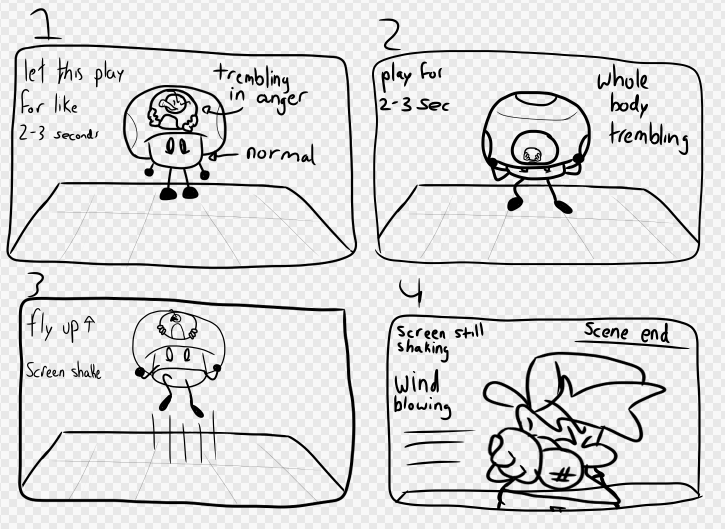 1
let this play
for like
2-3 seconds
trembling
in anger
normal
2
play for
2-3 sec
whole
body
trembling
3
fly up↑
Screen shake
4
Screen still
shaking
Scene end
Wind
blowing
#